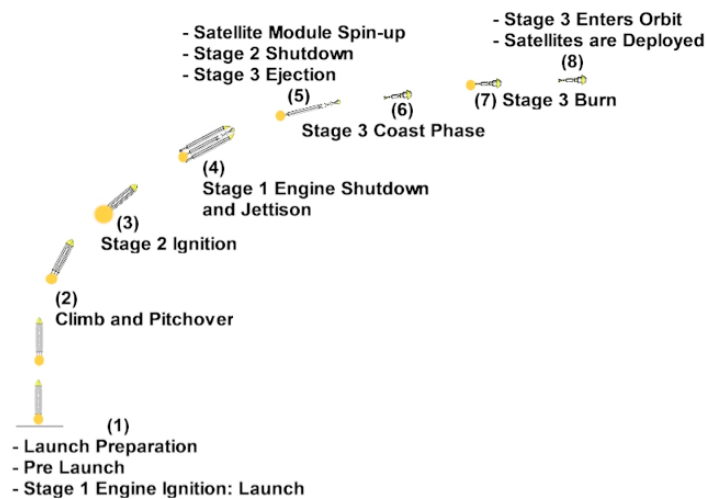 (1)
- Launch Preparation
- Pre Launch
- Stage 1 Engine Ignition: Launch
(2)
Climb and Pitchover
(3)
Stage 2 Ignition
(4)
Stage 1 Engine Shutdown
and Jettison
- Satellite Module Spin-up
- Stage 2 Shutdown
- Stage 3 Ejection
(5)
Stage 3 Coast Phase
(6)
(7) Stage 3 Burn
- Stage 3 Enters Orbit
- Satellites are Deployed
(8)